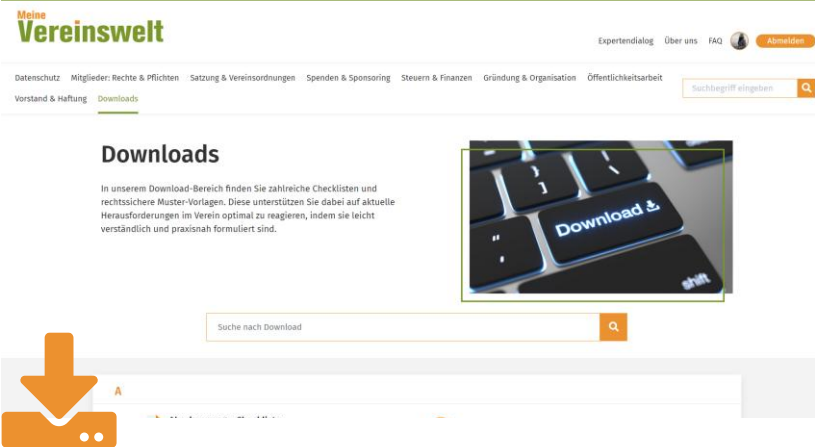 Meine
Vereinswelt
Expertendialog Über uns FAQ Abmelden
Datenschutz Mitglieder: Rechte & Pflichten Satzung & Vereinsordnungen Spenden & Sponsoring Steuern & Finanzen Gründung & Organisation Öffentlichkeitsarbeit
Suchbegriff eingeben
Vorstand & Haftung Downloads
Downloads
In unserem Download-Bereich finden Sie zahlreiche Checklisten und
rechtssichere Muster-Vorlagen. Diese unterstützen Sie dabei auf aktuelle
Herausforderungen im Verein optimal zu reagieren, indem sie leicht
verständlich und praxisnah formuliert sind.
Download
shift
Suche nach Download
A